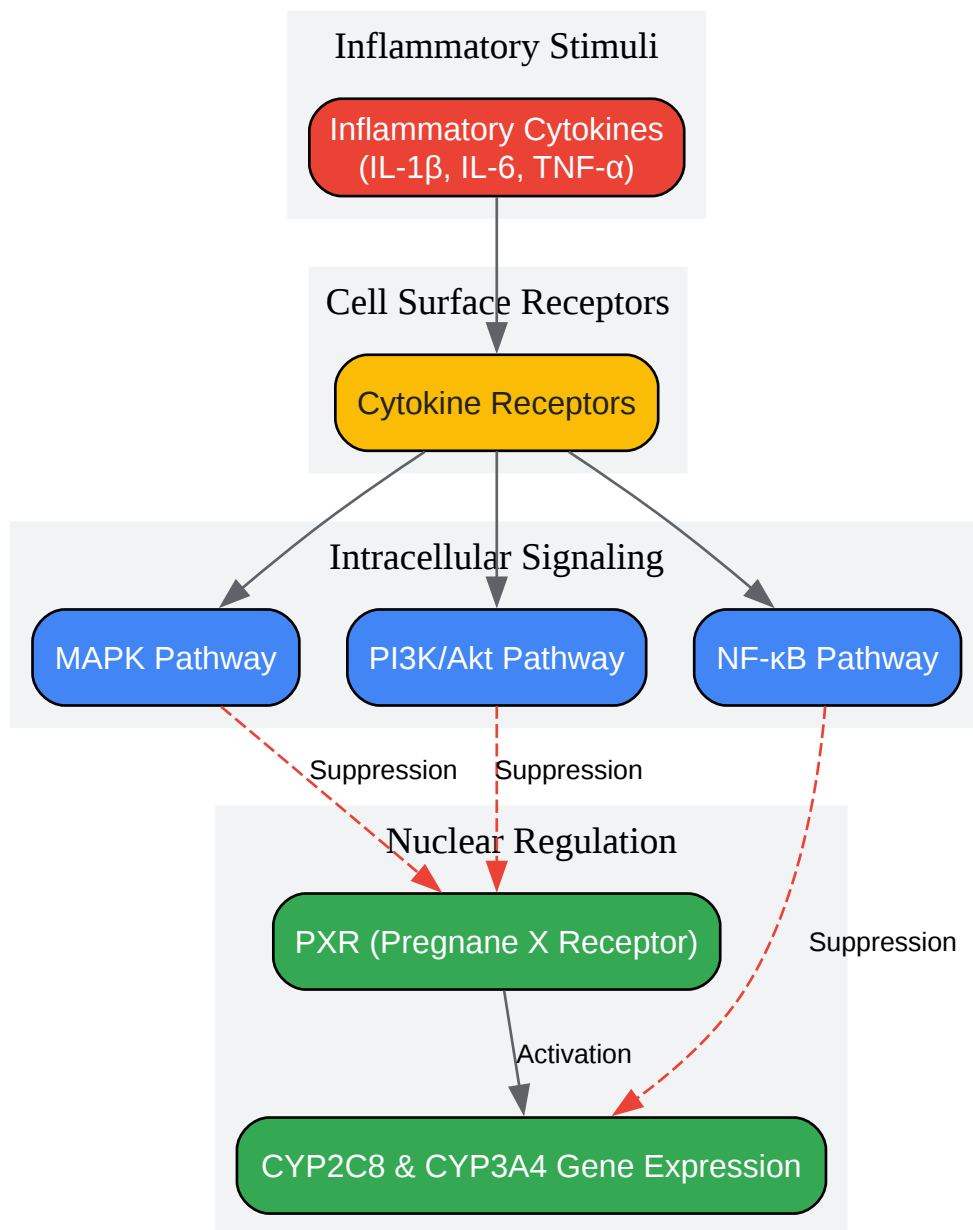 Inflammatory Stimuli
Inflammatory Cytokines
(IL-1β, IL-6, TNF-α)
Cell Surface Receptors
Cytokine Receptors
Intracellular Signaling
MAPK Pathway
PI3K/Akt Pathway
NF-κB Pathway
Suppression
Suppression
Nuclear Regulation
PXR (Pregnane X Receptor)
Suppression
Activation
CYP2C8 & CYP3A4 Gene Expression